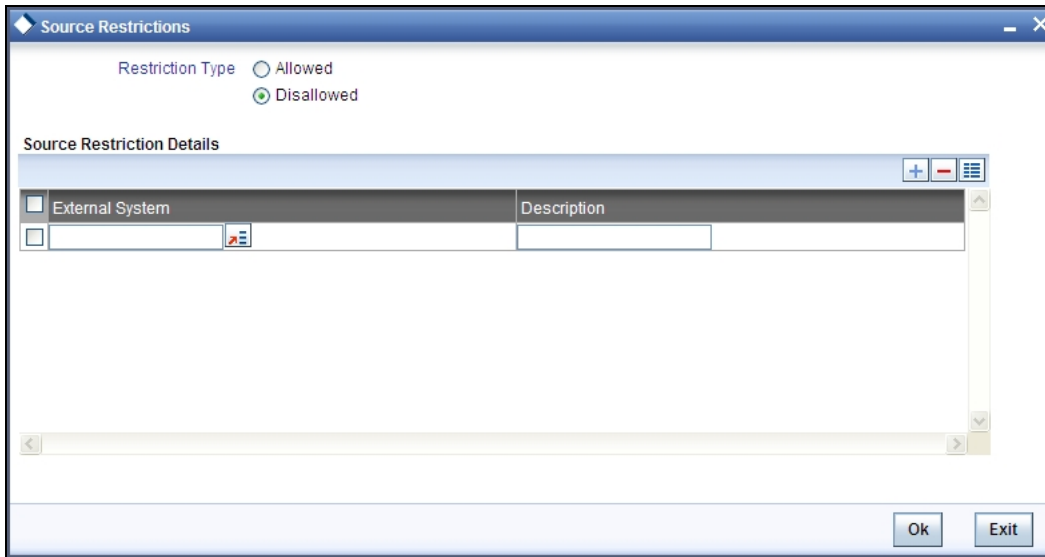 Source Restrictions
Restriction Type Allowed
Disallowed
Source Restriction Details
External System Description
Ok Exit